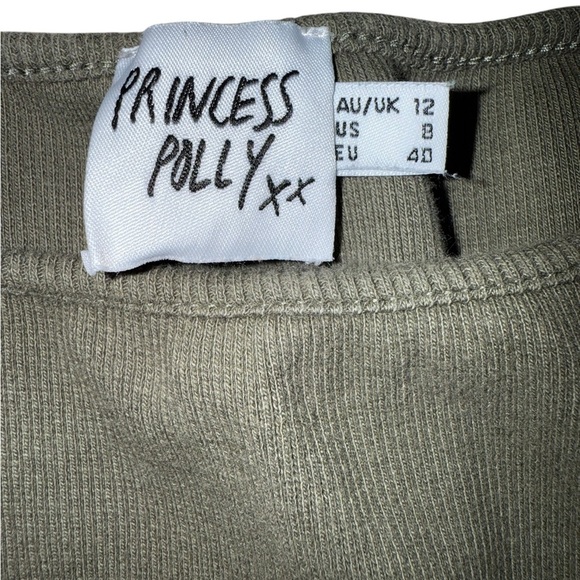 PRINCESS
POLLY xx
AU/UK 12
US 8
EU 40